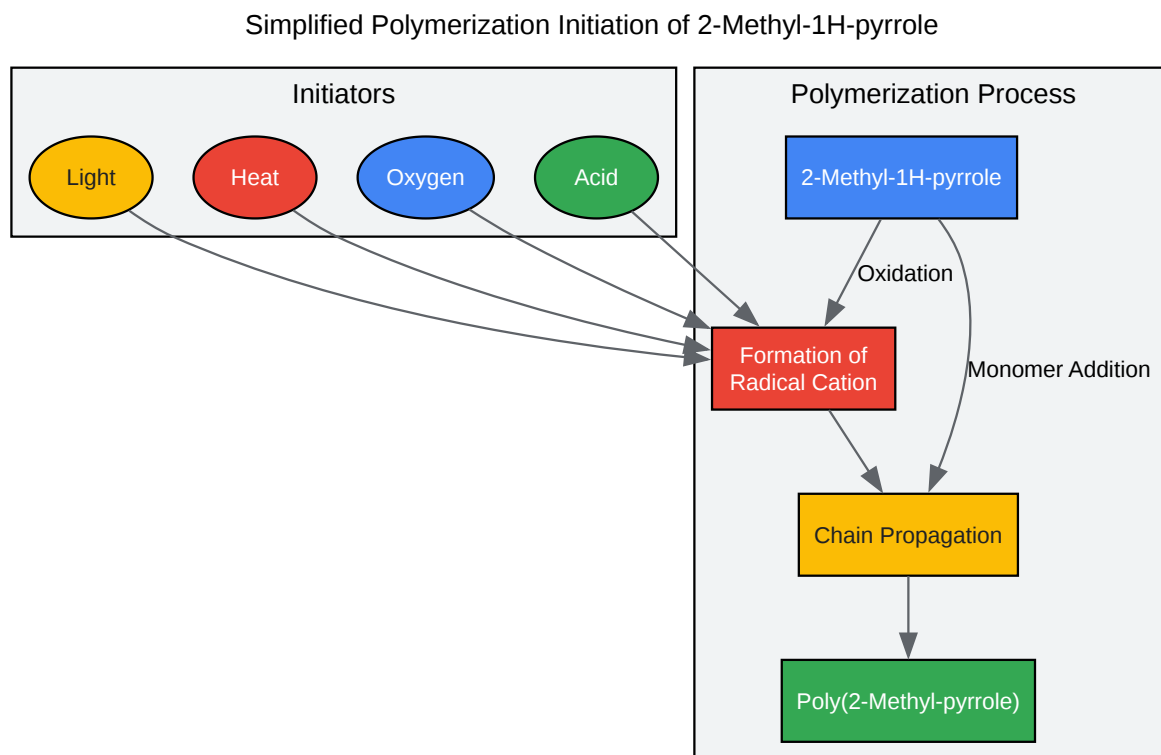 Simplified Polymerization Initiation of 2-Methyl-1H-pyrrole
Initiators
Polymerization Process
Light
Heat
Oxygen
Acid
2-Methyl-1H-pyrrole
Oxidation
Formation of
Radical Cation
Monomer Addition
Chain Propagation
Poly(2-Methyl-pyrrole)